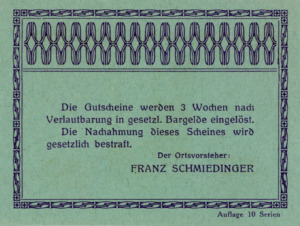 Die Gutscheine werden 3 Wochen nach
Verlautbarung in gesetzl. Bargelde eingelöst.
Die Nachahmung dieses Scheines wird
gesetzlich bestraft.
Der Ortsvorsteher:
FRANZ SCHMIEDINGER
Auflage 10 Serien